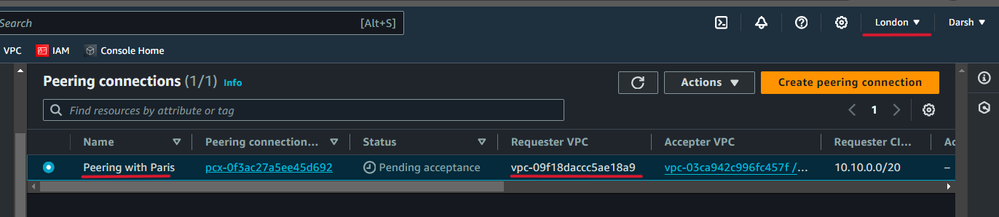 Search [Alt+S] London ▼ Darsh ▼
VPC IAM Console Home
Peering connections (1/1) Info Actions ▼ Create peering connection
Find resources by attribute or tag 1
Name Peering connection... Status Requester VPC Accepter VPC Requester CI...
Peering with Paris pcx-0f3ac27a5ee45d692 Pending acceptance vpc-09f18daccc5ae18a9 vpc-03ca942c996fc457f /... 10.10.0.0/20 –